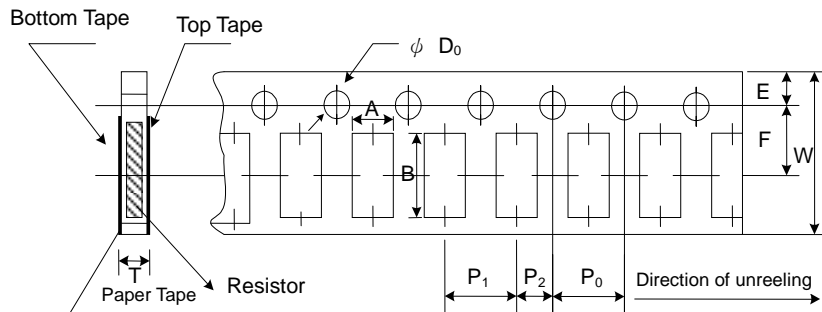 Bottom Tape
Top Tape
ψ D₀
A
B
E
F
W
T
Paper Tape
Resistor
P₁
P₂
P₀
Direction of unreeling